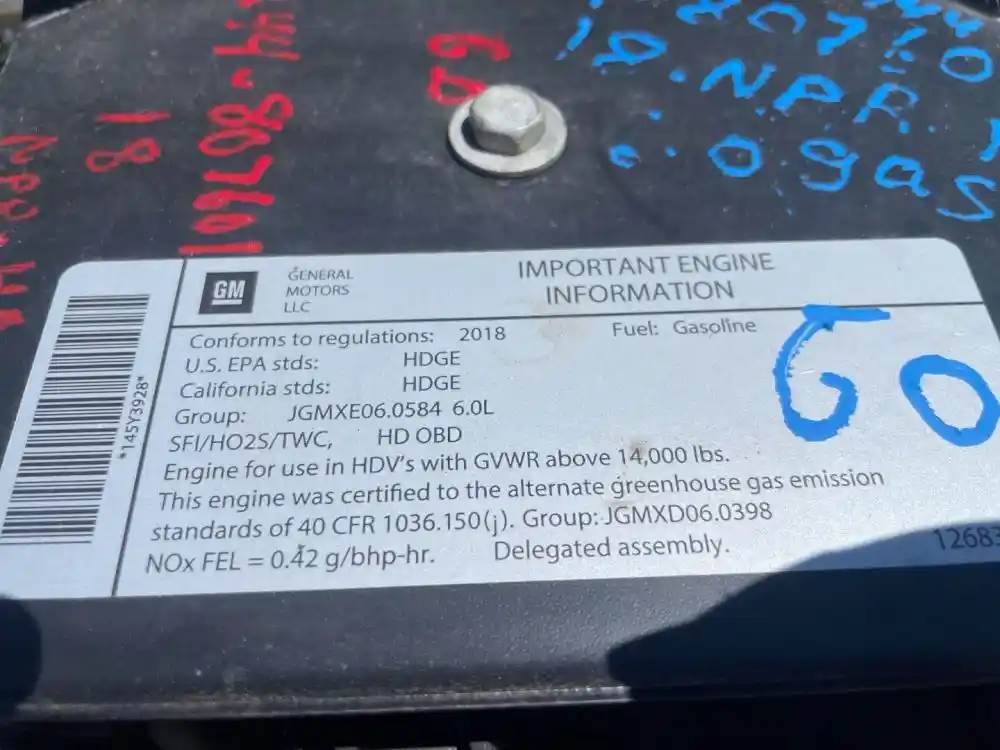 18 . N.P.R.
6.0 gas
GM
GENERAL
MOTORS
LLC
IMPORTANT ENGINE
INFORMATION
Conforms to regulations: 2018
Fuel: Gasoline
U.S. EPA stds: HDGE
California stds: HDGE
Group: JGMXE06.0584 6.0L
SFI/HO2S/TWC, HD OBD
Engine for use in HDV's with GVWR above 14,000 lbs.
This engine was certified to the alternate greenhouse gas emission
standards of 40 CFR 1036.150(j). Group: JGMXD06.0398
NOx FEL = 0.42 g/bhp-hr. Delegated assembly.
*145Y3928*
60
18